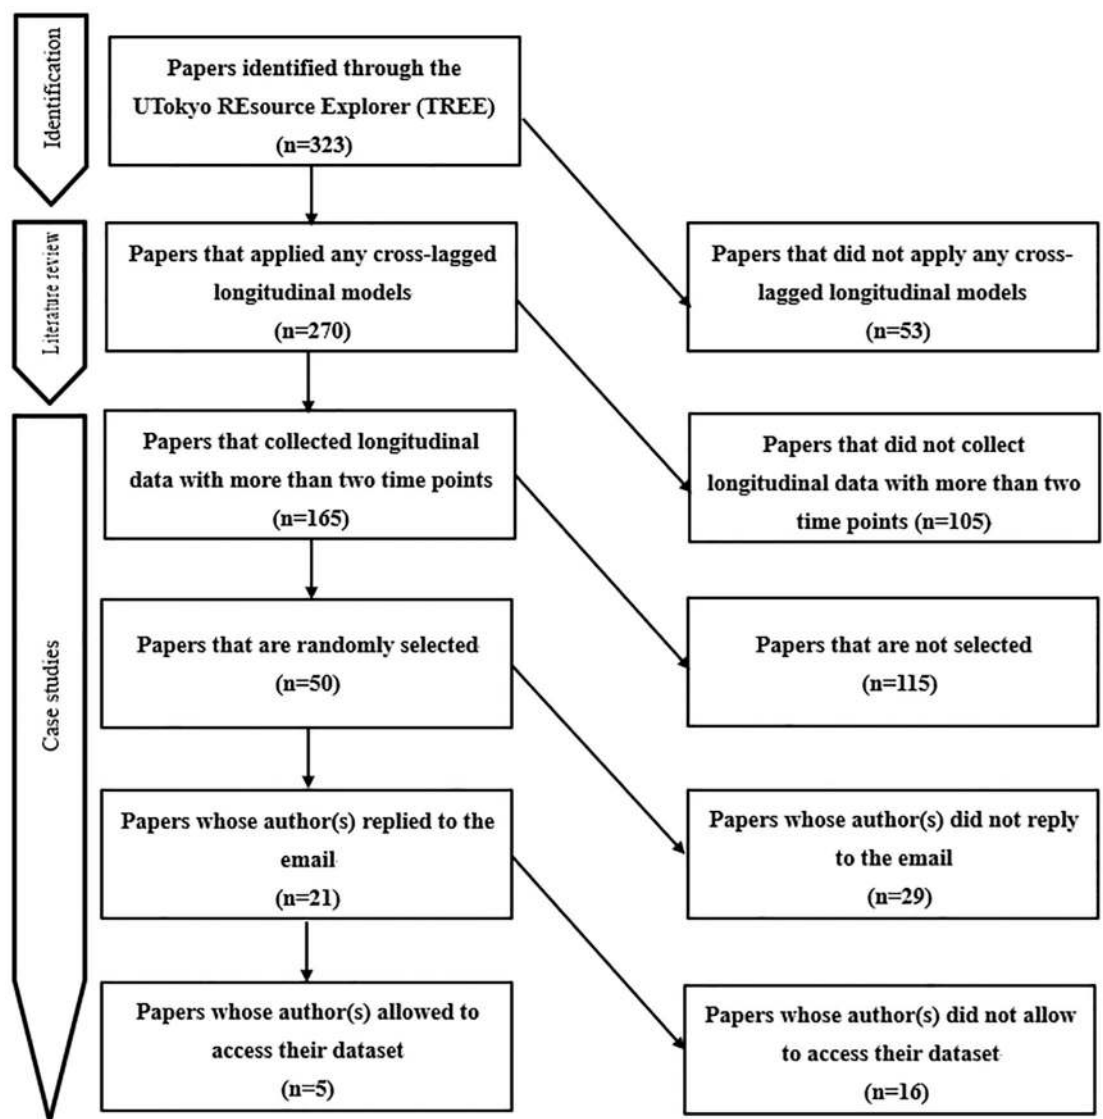 Identification
Papers identified through the
UTokyo REsource Explorer (TREE)
(n=323)
Literature review
Papers that applied any cross-lagged
longitudinal models
(n=270)
Papers that did not apply any cross-
lagged longitudinal models
(n=53)
Case studies
Papers that collected longitudinal
data with more than two time points
(n=165)
Papers that did not collect
longitudinal data with more than two
time points (n=105)
Papers that are randomly selected
(n=50)
Papers that are not selected
(n=115)
Papers whose author(s) replied to the
email
(n=21)
Papers whose author(s) did not reply
to the email
(n=29)
Papers whose author(s) allowed to
access their dataset
(n=5)
Papers whose author(s) did not allow
to access their dataset
(n=16)